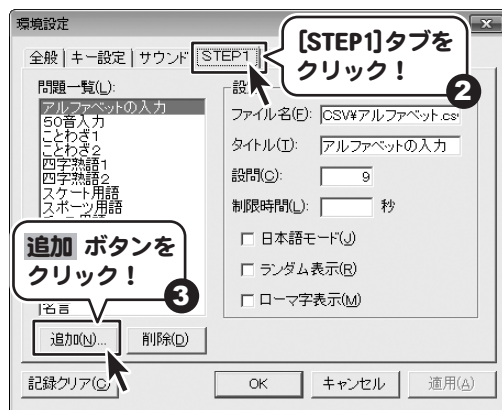 環境設定
全般
キー設定
サウンド
STEP1
[STEP1]タブを
クリック！
2
問題一覧(L):
アルファベットの入力
50音入力
ことわざ1
ことわざ2
四字熟語1
四字熟語2
スケート用語
スポーツ用語
名言
追加 ボタンを
クリック！
3
追加(N)...
削除(D)
ファイル名(F):
CSV¥アルファベット.cs
タイトル(T):
アルファベットの入力
設問(C):
9
制限時間(L):
秒
日本語モード(J)
ランダム表示(R)
ローマ字表示(M)
記録クリア(C)
OK
キャンセル
適用(A)